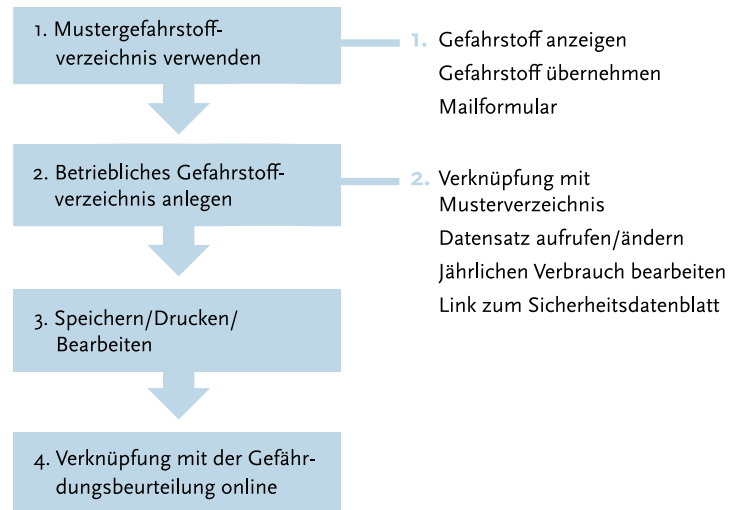 1. Mustergefahrstoff-
verzeichnis verwenden
1. Gefahrstoff anzeigen
Gefahrstoff übernehmen
Mailformular
2. Betriebliches Gefahrstoff-
verzeichnis anlegen
2. Verknüpfung mit
Musterverzeichnis
Datensatz aufrufen/ändern
Jährlichen Verbrauch bearbeiten
Link zum Sicherheitsdatenblatt
3. Speichern/Drucken/
Bearbeiten
4. Verknüpfung mit der Gefähr-
dungsbeurteilung online